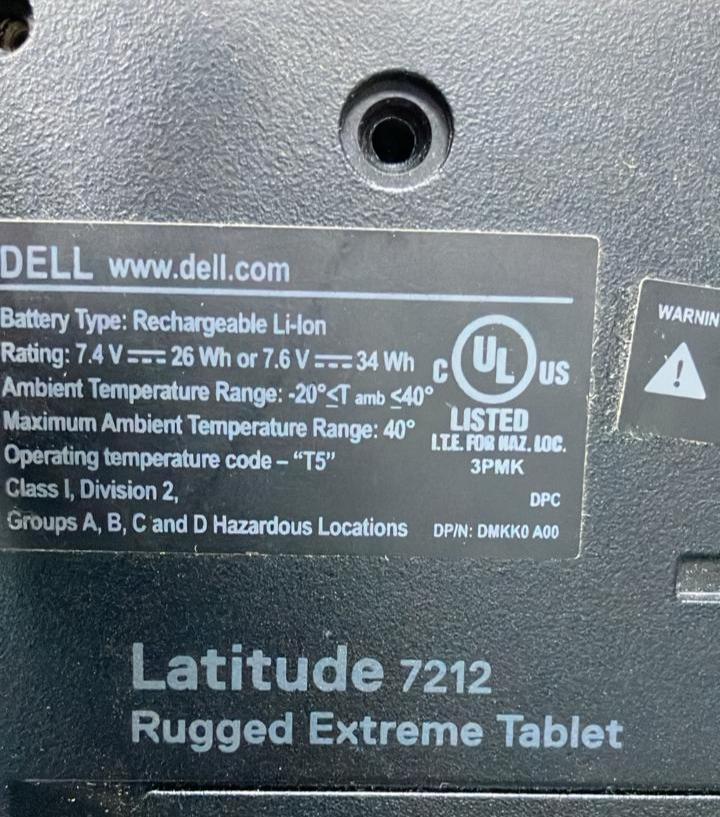 DELL www.dell.com
Battery Type: Rechargeable Li-Ion
Rating: 7.4 V⎓ 26 Wh or 7.6 V⎓ 34 Wh
Ambient Temperature Range: -20°≤T amb ≤40°
Maximum Ambient Temperature Range: 40°
Operating temperature code – “T5”
Class I, Division 2,
Groups A, B, C and D Hazardous Locations
C UL US
LISTED
I.T.E. FOR HAZ. LOC.
3PMK
DPC
DP/N: DMKK0 A00
WARNIN
Latitude 7212
Rugged Extreme Tablet